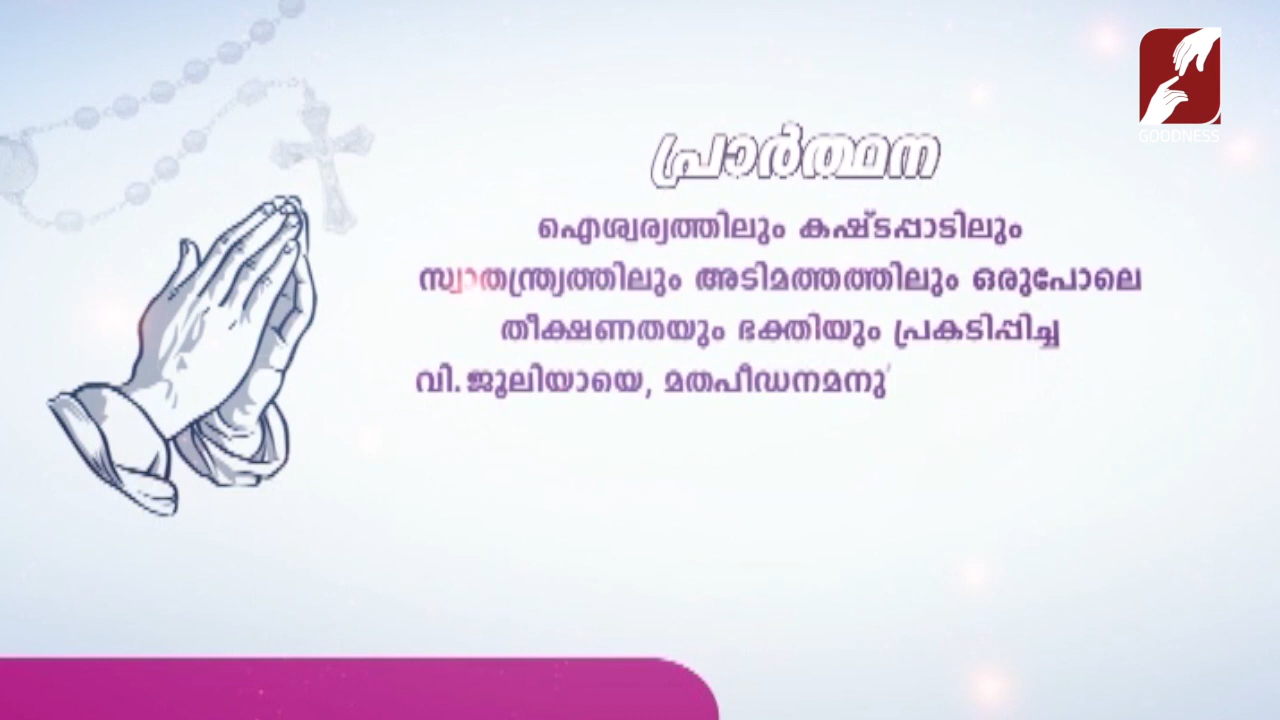 GOODNESS
പ്രാർത്ഥന
ഐശ്വര്യത്തിലും കഷ്ടപ്പാടിലും
സ്വാതന്ത്ര്യത്തിലും അടിമത്തത്തിലും ഒരുപോലെ
തീക്ഷണതയും ഭക്തിയും പ്രകടിപ്പിച്ച
വി. ജൂലിയായെ, മതപീഡനമനു